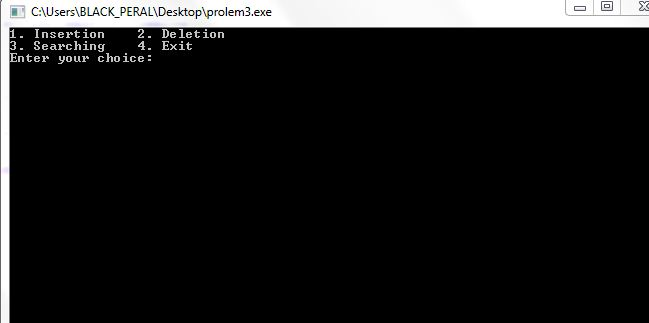 C:\Users\BLACK_PERAL\Desktop\prolem3.exe
1. Insertion    2. Deletion
3. Searching    4. Exit
Enter your choice: